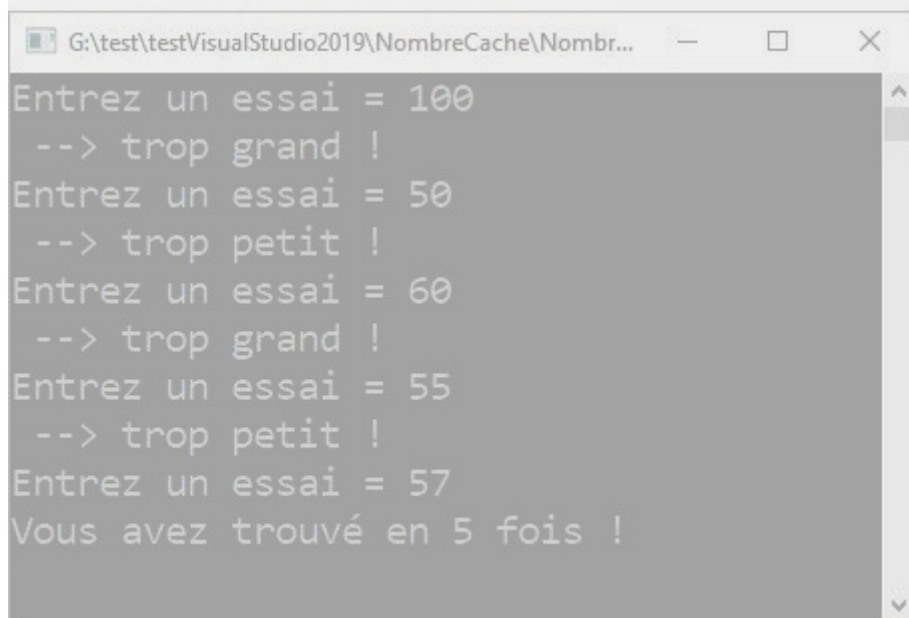 G:\test\testVisualStudio2019\NombreCache\Nombr...
Entrez un essai = 100
--> trop grand !
Entrez un essai = 50
--> trop petit !
Entrez un essai = 60
--> trop grand !
Entrez un essai = 55
--> trop petit !
Entrez un essai = 57
Vous avez trouvé en 5 fois !